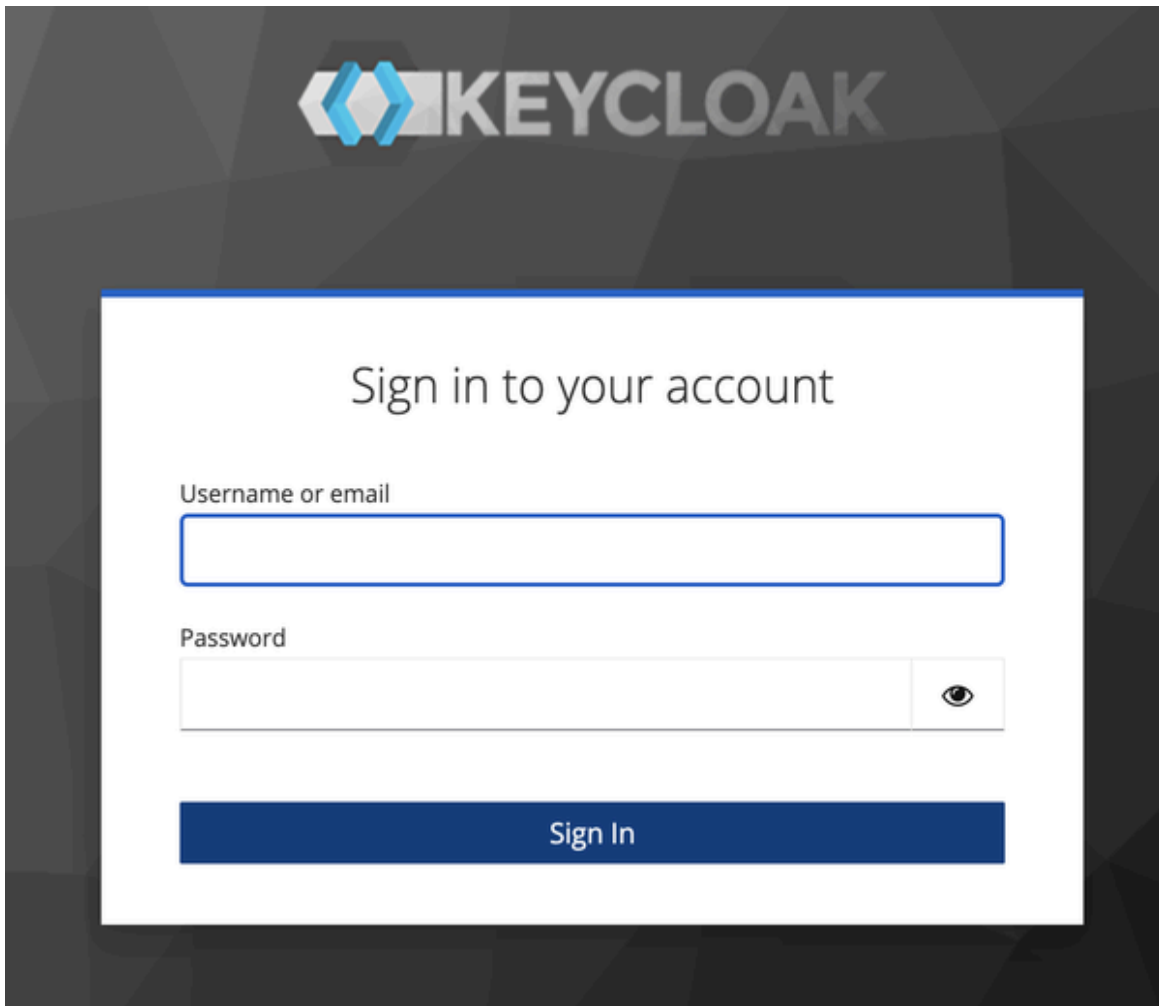 KEYCLOAK
Sign in to your account
Username or email
Password
Sign In